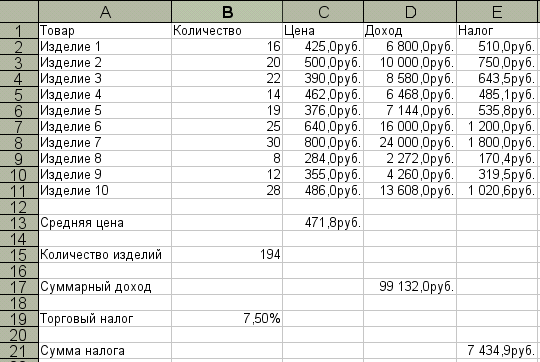 A B C D E
1 Товар Количество Цена Доход Налог
2 Изделие 1 16 425,0руб. 6 800,0руб. 510,0руб.
3 Изделие 2 20 500,0руб. 10 000,0руб. 750,0руб.
4 Изделие 3 22 390,0руб. 8 580,0руб. 643,5руб.
5 Изделие 4 14 462,0руб. 6 468,0руб. 485,1руб.
6 Изделие 5 19 376,0руб. 7 144,0руб. 535,8руб.
7 Изделие 6 25 640,0руб. 16 000,0руб. 1 200,0руб.
8 Изделие 7 30 800,0руб. 24 000,0руб. 1 800,0руб.
9 Изделие 8 8 284,0руб. 2 272,0руб. 170,4руб.
10 Изделие 9 12 355,0руб. 4 260,0руб. 319,5руб.
11 Изделие 10 28 486,0руб. 13 608,0руб. 1 020,6руб.
12
13 Средняя цена 471,8руб.
14
15 Количество изделий 194
16
17 Суммарный доход 99 132,0руб.
18
19 Торговый налог 7,50%
20
21 Сумма налога 7 434,9руб.